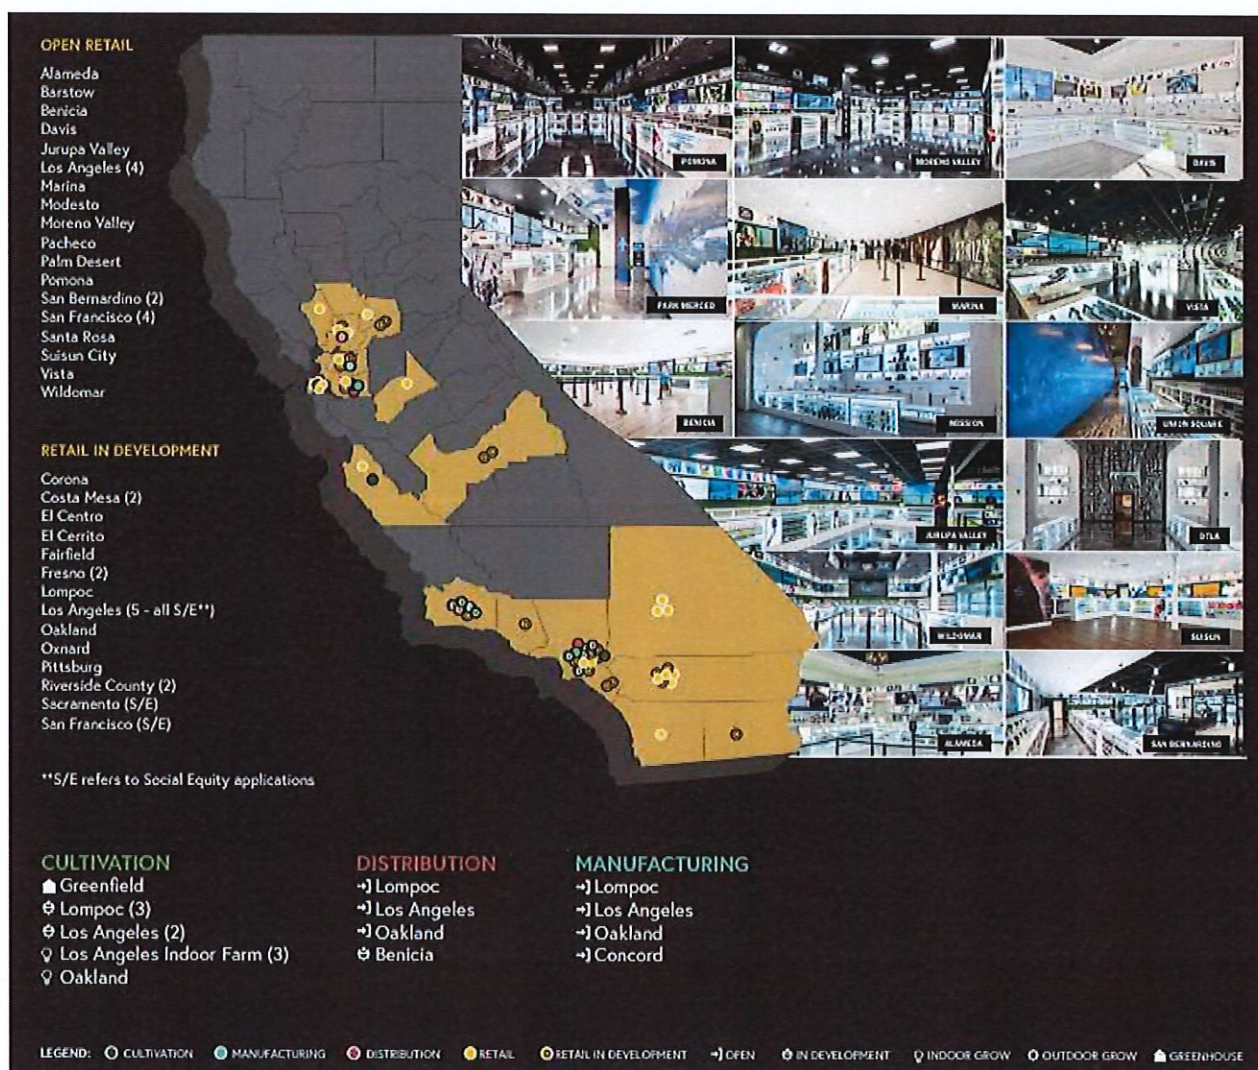 OPEN RETAIL
Alameda
Barstow
Benicia
Davis
Jurupa Valley
Los Angeles (4)
Marina
Modesto
Moreno Valley
Pacheco
Palm Desert
Pomona
San Bernardino (2)
San Francisco (4)
Santa Rosa
Suisun City
Vista
Wildomar
RETAIL IN DEVELOPMENT
Corona
Costa Mesa (2)
El Centro
El Cerrito
Fairfield
Fresno (2)
Lompoc
Los Angeles (5 - all S/E**)
Oakland
Oxnard
Pittsburg
Riverside County (2)
Sacramento (S/E)
San Francisco (S/E)
**S/E refers to Social Equity applications
POMONA
MORENO VALLEY
DAVIS
PARK MERCED
MARINA
VISTA
BENICIA
MISSION
UNION SQUARE
JURUPA VALLEY
DTLA
WILDOMAR
SUISUN
ALAMEDA
SAN BERNARDINO
CULTIVATION
Greenfield
Lompoc (3)
Los Angeles (2)
Los Angeles Indoor Farm (3)
Oakland
DISTRIBUTION
Lompoc
Los Angeles
Oakland
Benicia
MANUFACTURING
Lompoc
Los Angeles
Oakland
Concord
LEGEND: CULTIVATION MANUFACTURING DISTRIBUTION RETAIL RETAIL IN DEVELOPMENT OPEN IN DEVELOPMENT INDOOR GROW OUTDOOR GROW GREENHOUSE